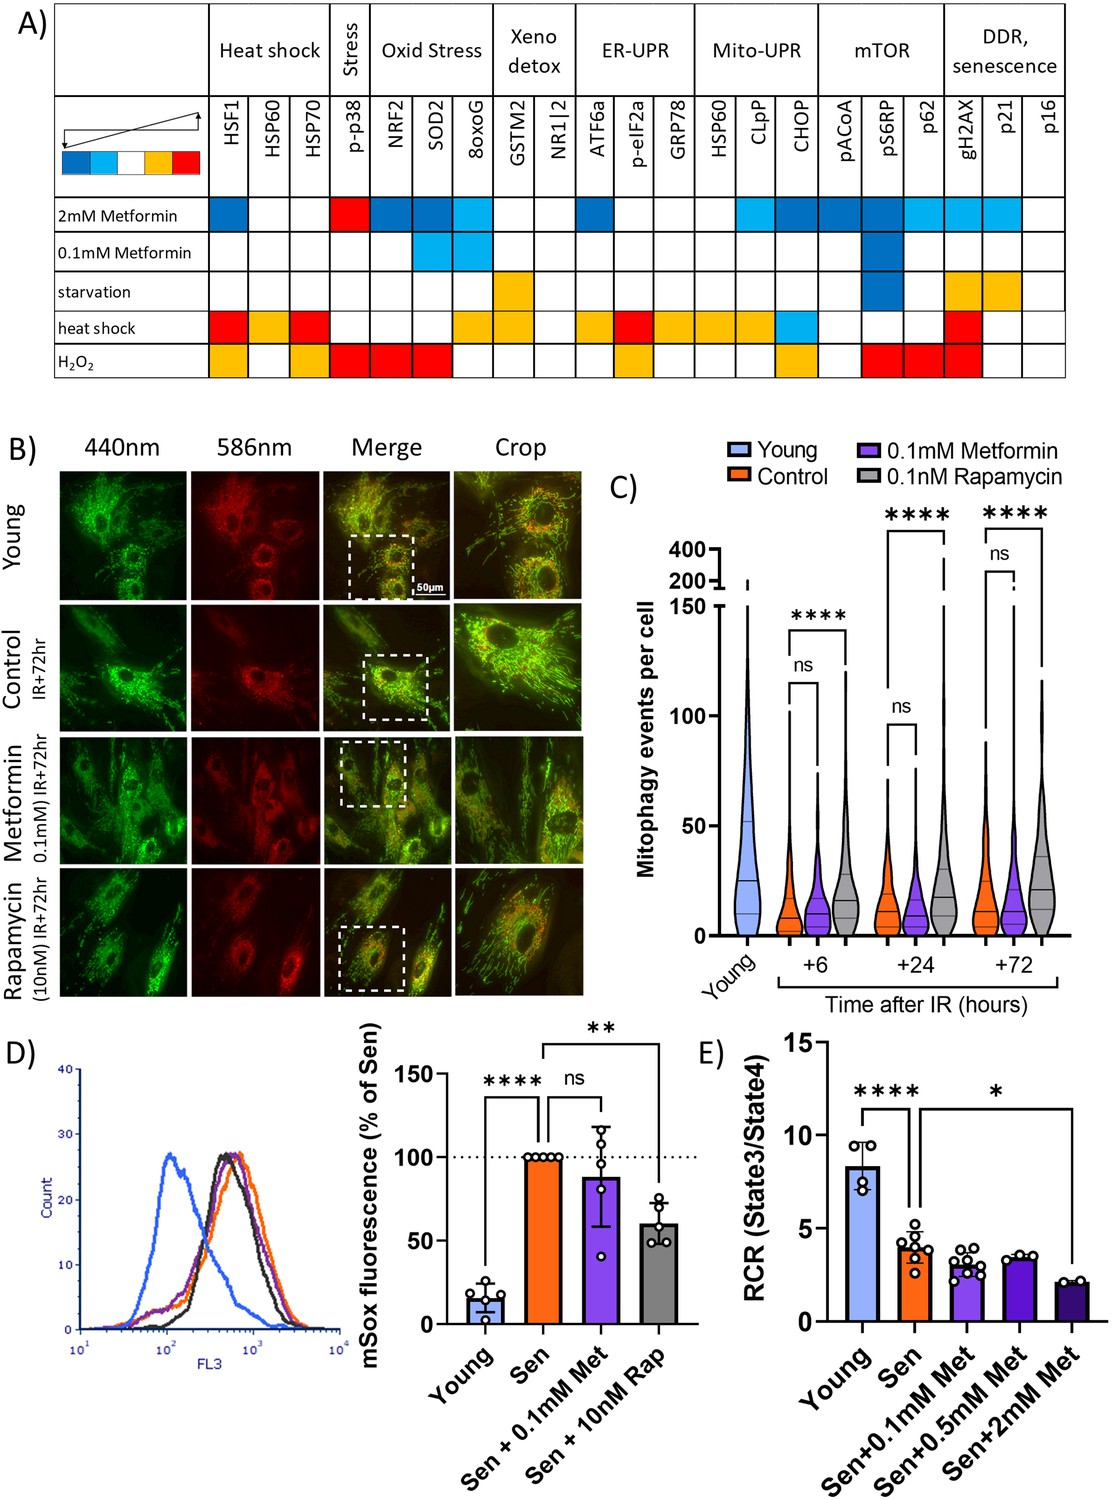 A)
Heat shock
Stress
Oxid Stress
Xeno
detox
ER-UPR
Mito-UPR
mTOR
DDR,
senescence
HSF1
HSP60
HSP70
p-p38
NRF2
SOD2
8oxoG
GSTM2
NR1|2
ATF6a
p-eIF2a
GRP78
HSP60
CLpP
CHOP
pACoA
pS6RP
p62
gH2AX
p21
p16
2mM Metformin
0.1mM Metformin
starvation
heat shock
H₂O₂
B)
440nm
586nm
Merge
Crop
Young
50µm
Control
IR+72hr
Metformin
0.1mM) IR+72hr
Rapamycin
(10nM) IR+72hr
C)
Young
0.1mM Metformin
Control
0.1nM Rapamycin
Mitophagy events per cell
400
200
150
100
50
0
ns
****
ns
****
ns
****
Young
+6
+24
+72
Time after IR (hours)
D)
Count
40
30
20
10
0
10¹
10²
10³
10⁴
FL3
mSox fluorescence (% of Sen)
150
100
50
0
****
ns
**
Young
Sen
Sen + 0.1mM Met
Sen + 10nM Rap
E)
RCR (State3/State4)
15
10
5
0
****
*
Young
Sen
Sen+0.1mM Met
Sen+0.5mM Met
Sen+2mM Met